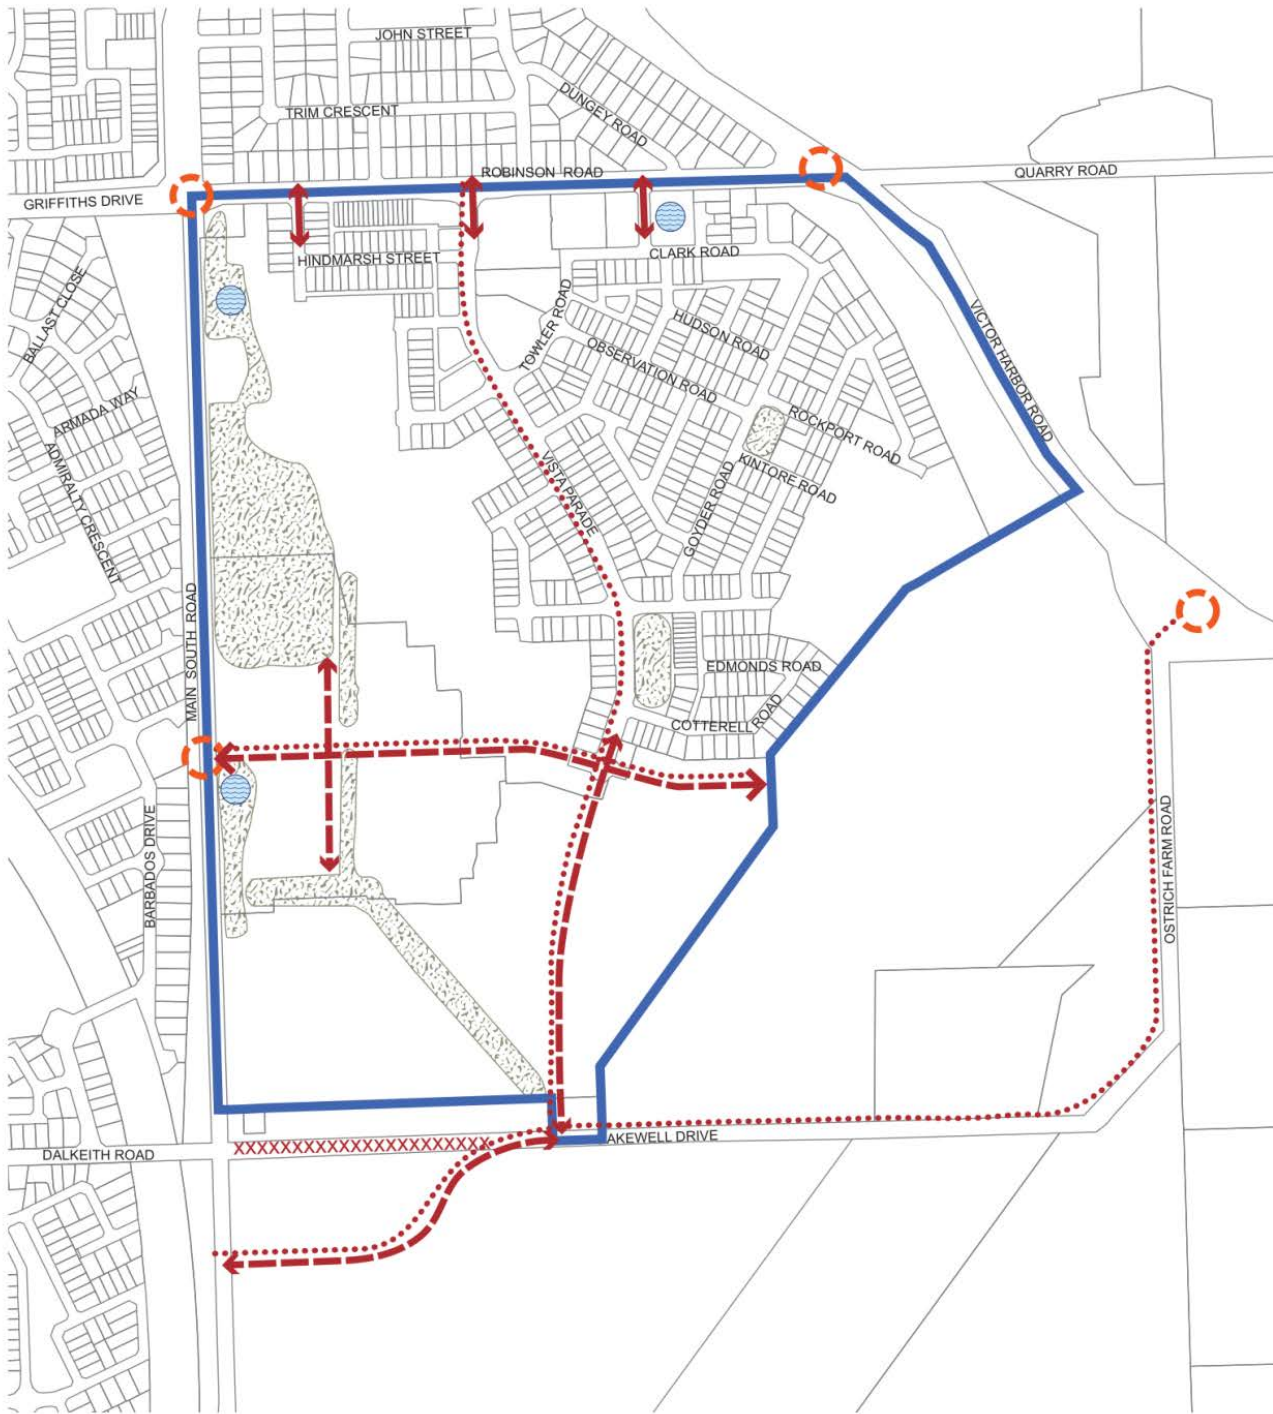 JOHN STREET
TRIM CRESCENT
DUNGEY ROAD
ROBINSON ROAD
QUARRY ROAD
GRIFFITHS DRIVE
HINDMARSH STREET
CLARK ROAD
BALLAST CLOSE
TOWLER ROAD
HUDSON ROAD
OBSERVATION ROAD
VICTOR HARBOR ROAD
ARMADA WAY
ROCKPORT ROAD
ADMIRALTY CRESCENT
VISTA PARADE
KINTORE ROAD
GOYDER ROAD
MAIN SOUTH ROAD
EDMONDS ROAD
COTTERELL ROAD
BARBADOS DRIVE
OSTRICH FARM ROAD
AKEWELL DRIVE
DALKEITH ROAD
XXXXXXXXXXXXXXXXXXXXXX